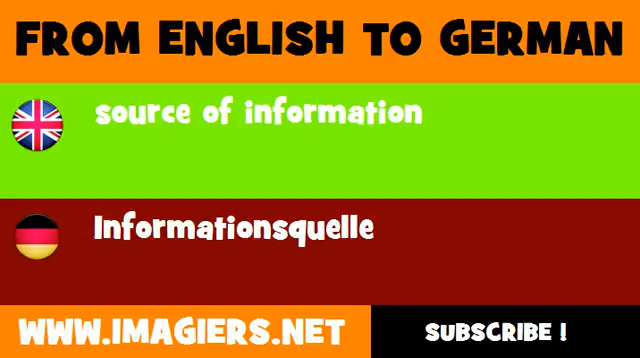 FROM ENGLISH TO GERMAN
source of information
Informationsquelle
WWW.IMAGIERS.NET
SUBSCRIBE !